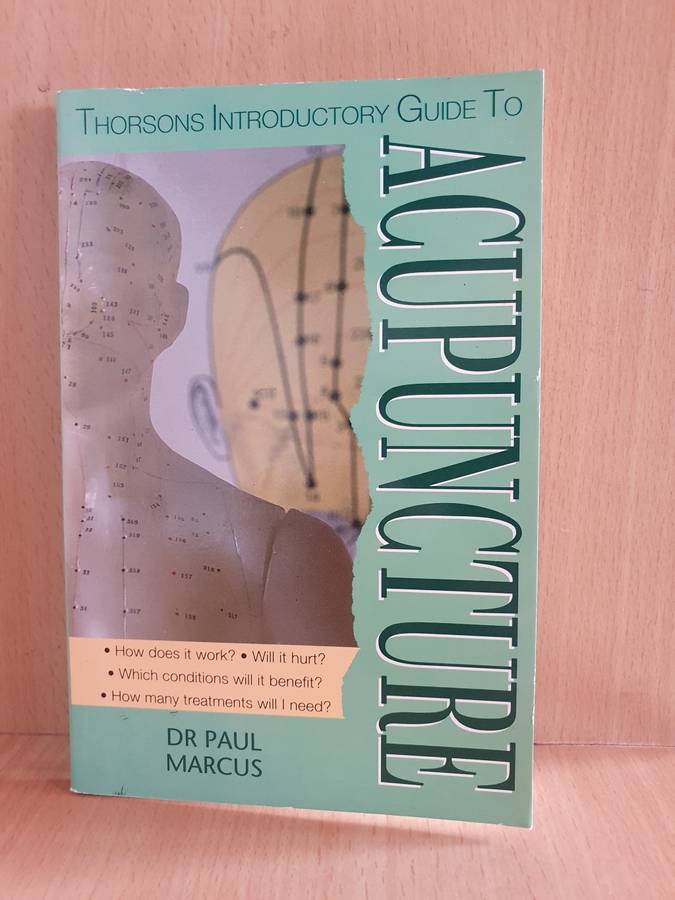 THORSONS INTRODUCTORY GUIDE TO
ACUPUNCTURE
• How does it work? • Will it hurt?
• Which conditions will it benefit?
• How many treatments will I need?
DR PAUL
MARCUS